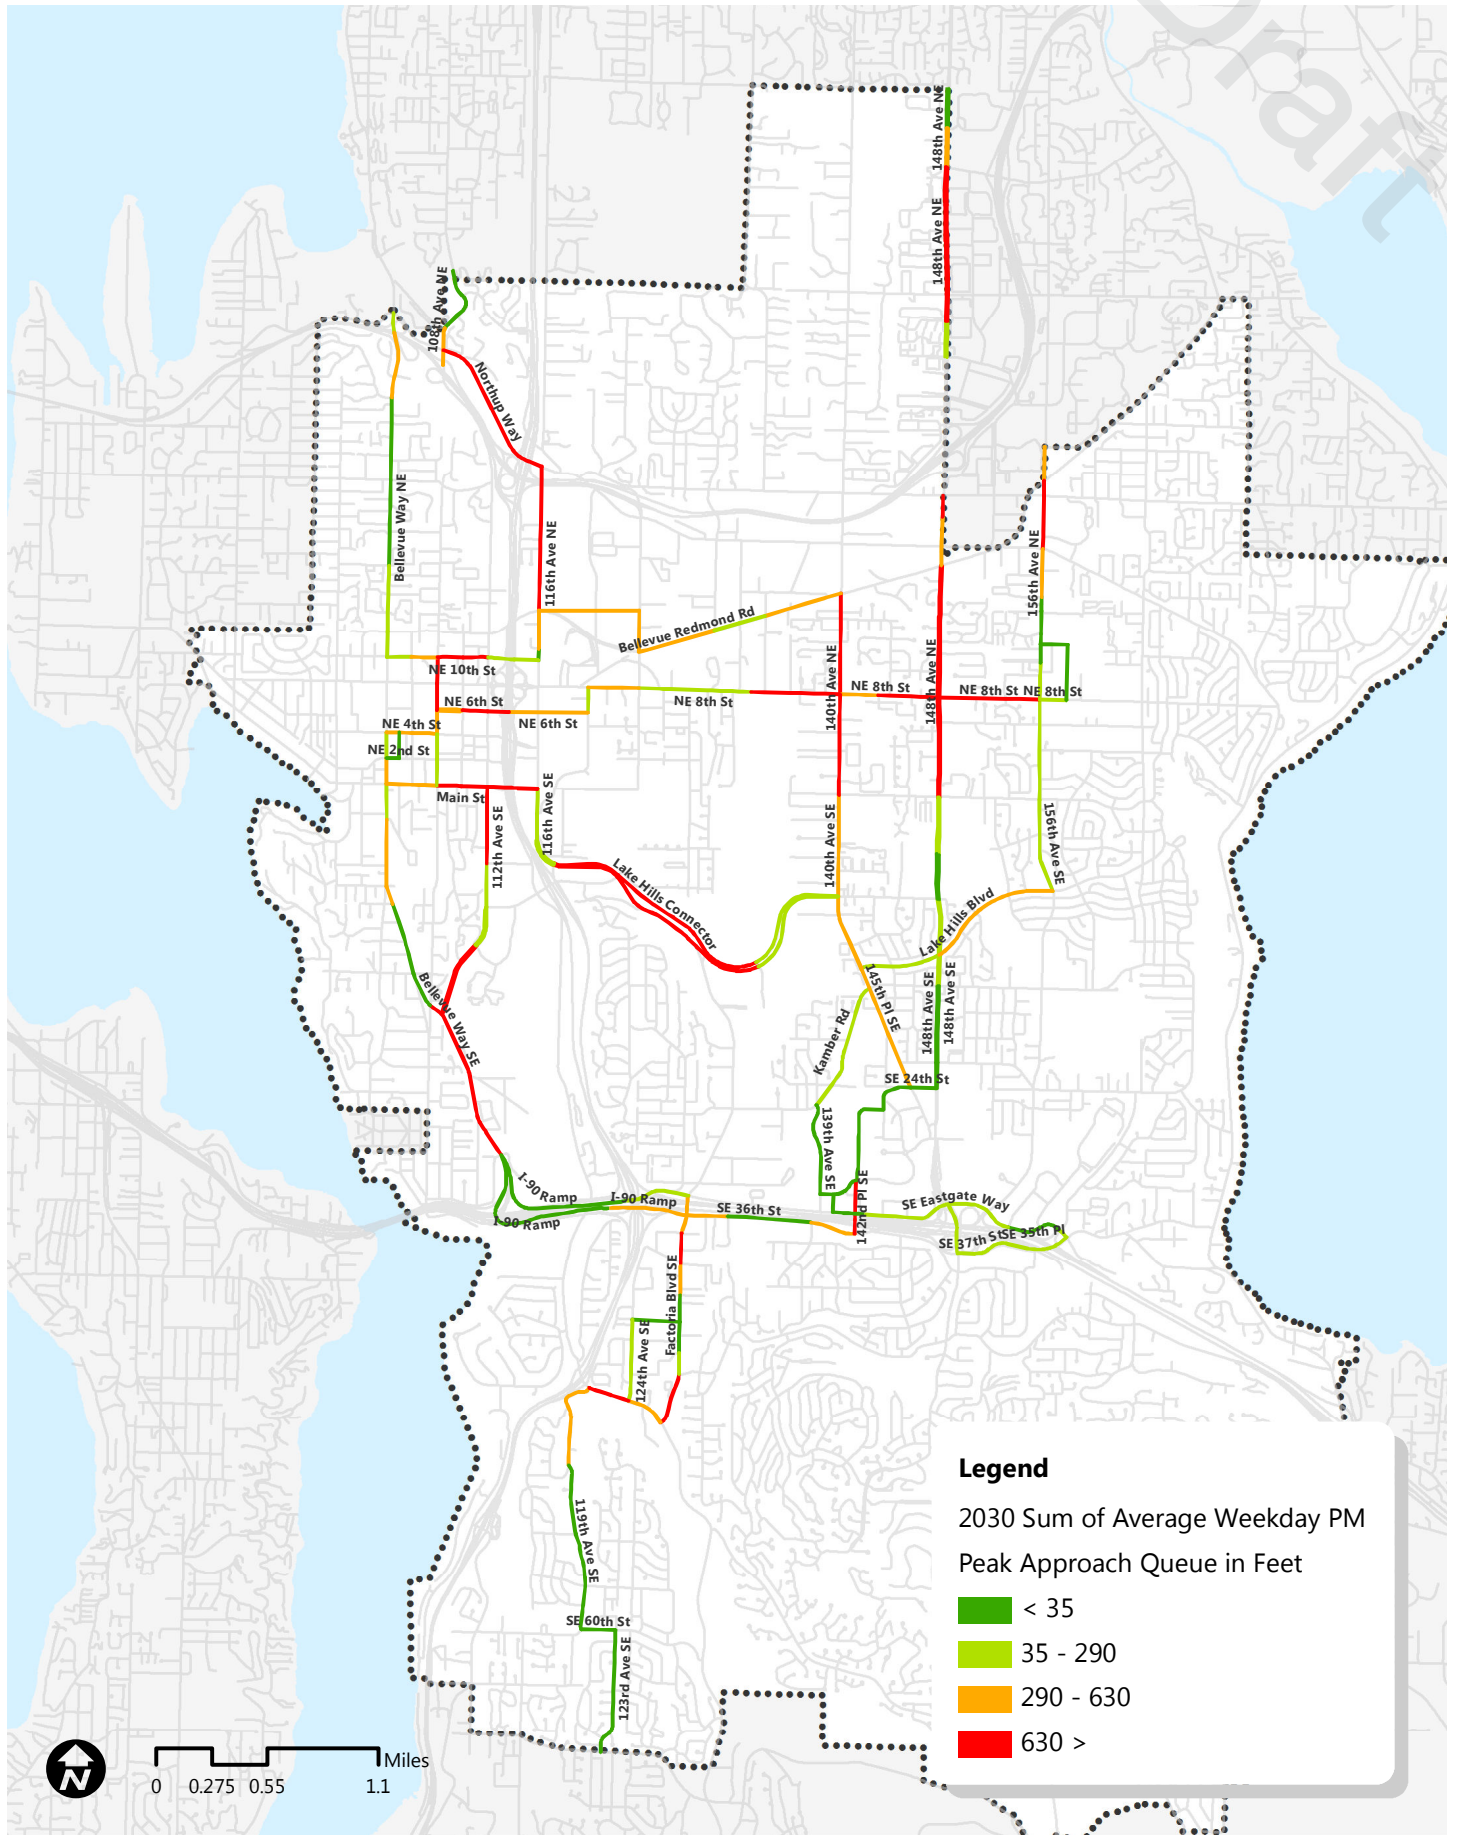 Draft
148th Ave NE
148th Ave NE
108th Ave NE
Northup Way
Bellevue Way NE
116th Ave NE
156th Ave NE
Bellevue Redmond Rd
NE 10th St
140th Ave NE
148th Ave NE
NE 8th St
NE 8th St
NE 8th St
NE 8th St
NE 6th St
NE 6th St
NE 4th St
NE 2nd St
Main St
112th Ave SE
116th Ave SE
140th Ave SE
156th Ave SE
Lake Hills Connector
Lake Hills Blvd
Bellevue Way SE
145th Pl SE
148th Ave SE
148th Ave SE
Kamber Rd
SE 24th St
139th Ave SE
142nd Pl SE
I-90 Ramp
I-90 Ramp
I-90 Ramp
SE 36th St
SE Eastgate Way
SE 37th St
SE 35th Pl
Factoria Blvd SE
124th Ave SE
119th Ave SE
SE 60th St
123rd Ave SE
Legend
2030 Sum of Average Weekday PM
Peak Approach Queue in Feet
< 35
35 - 290
290 - 630
630 >
N
Miles
0 0.275 0.55 1.1